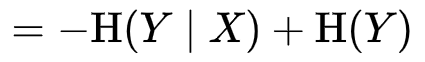 = −H(Y | X) + H(Y)